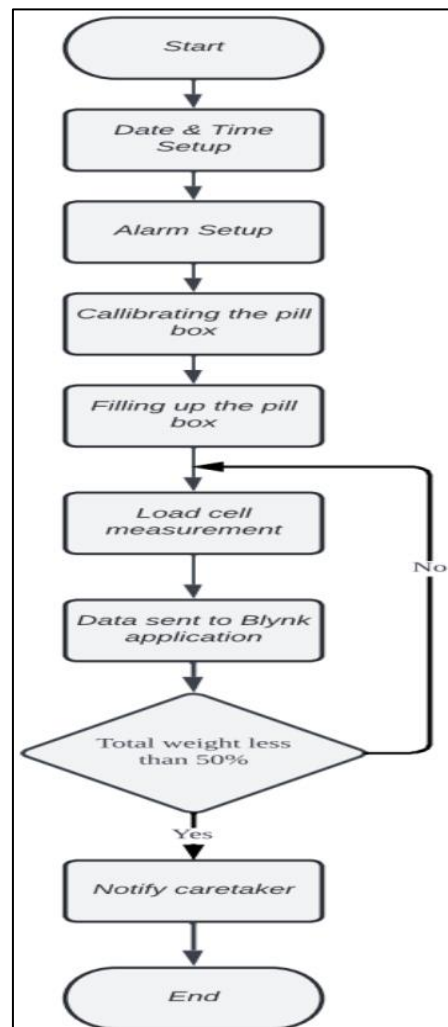 Start
Date & Time
Setup
Alarm Setup
Callibrating the pill
box
Filling up the pill
box
Load cell
measurement
No
Data sent to Blynk
application
Total weight less
than 50%
Yes
Notify caretaker
End